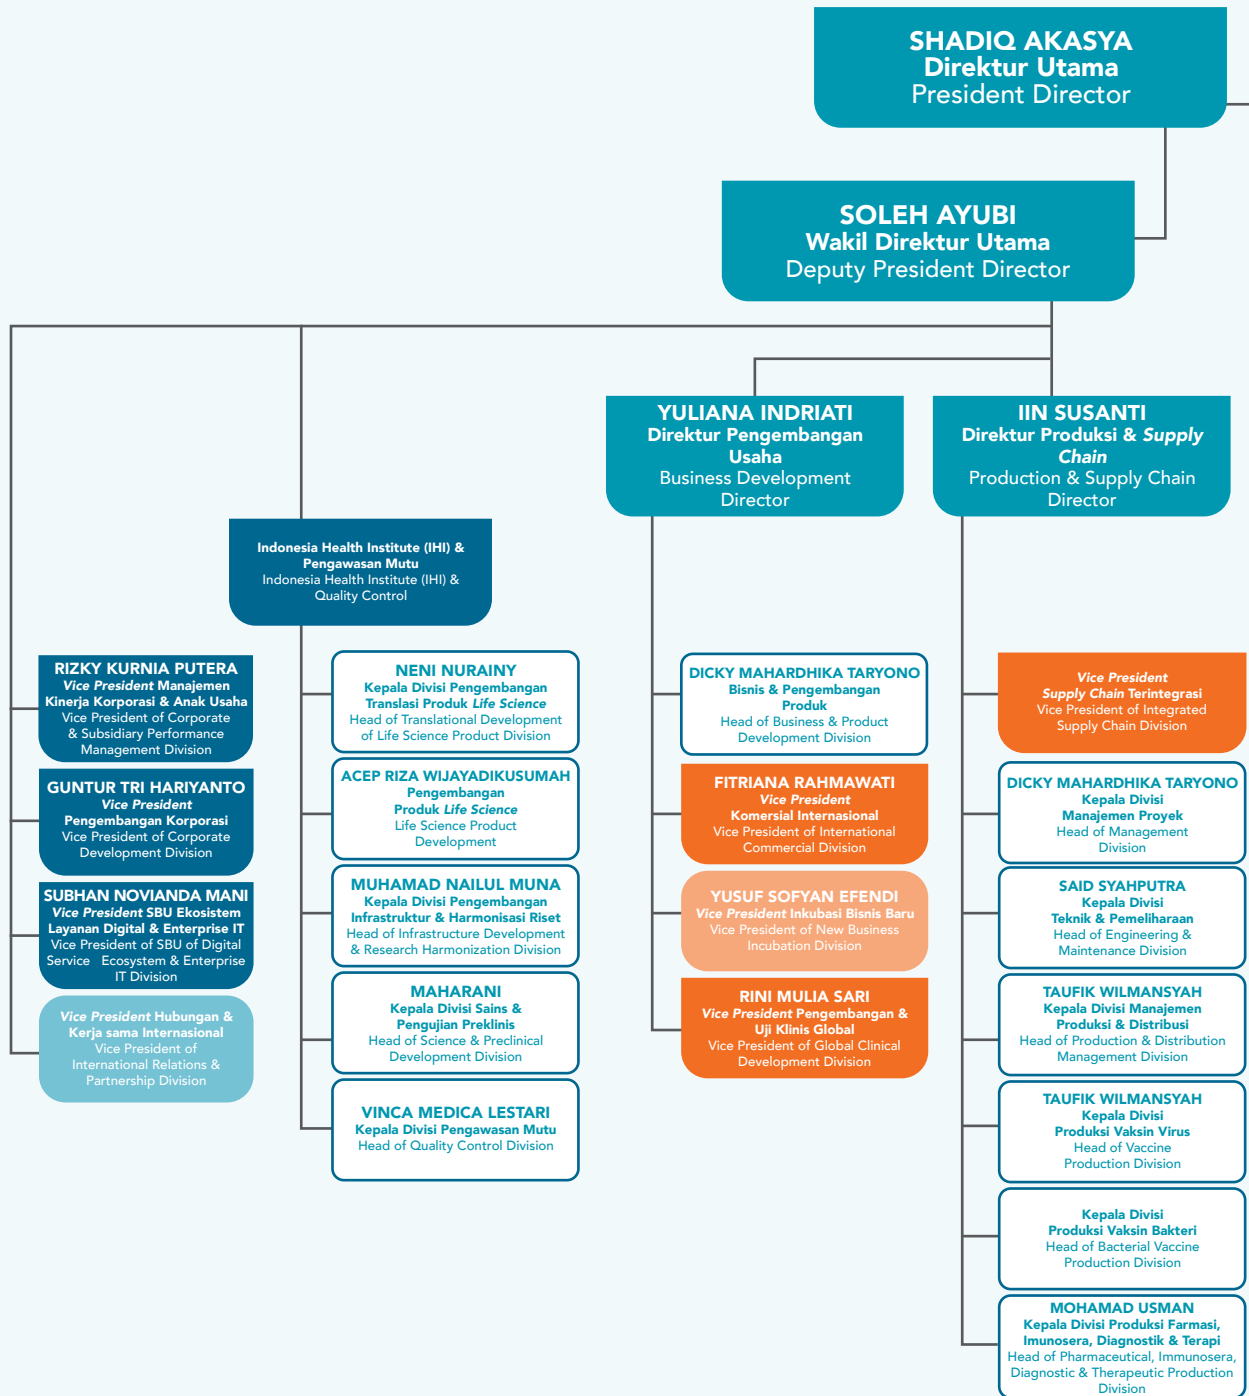 SHADIQ AKASYA
Direktur Utama
President Director
SOLEH AYUBI
Wakil Direktur Utama
Deputy President Director
YULIANA INDRIATI
Direktur Pengembangan
Usaha
Business Development
Director
IIN SUSANTI
Direktur Produksi & Supply
Chain
Production & Supply Chain
Director
Indonesia Health Institute (IHI) &
Pengawasan Mutu
Indonesia Health Institute (IHI) &
Quality Control
RIZKY KURNIA PUTERA
Vice President Manajemen
Kinerja Korporasi & Anak Usaha
Vice President of Corporate
& Subsidiary Performance
Management Division
GUNTUR TRI HARIYANTO
Vice President
Pengembangan Korporasi
Vice President of Corporate
Development Division
SUBHAN NOVIANDA MANI
Vice President SBU Ekosistem
Layanan Digital & Enterprise IT
Vice President of SBU of Digital
Service Ecosystem & Enterprise
IT Division
Vice President Hubungan &
Kerja sama Internasional
Vice President of
International Relations &
Partnership Division
NENI NURAINY
Kepala Divisi Pengembangan
Translasi Produk Life Science
Head of Translational Development
of Life Science Product Division
ACEP RIZA WIJAYADIKUSUMAH
Pengembangan
Produk Life Science
Life Science Product
Development
MUHAMAD NAILUL MUNA
Kepala Divisi Pengembangan
Infrastruktur & Harmonisasi Riset
Head of Infrastructure Development
& Research Harmonization Division
MAHARANI
Kepala Divisi Sains &
Pengujian Preklinis
Head of Science & Preclinical
Development Division
VINCA MEDICA LESTARI
Kepala Divisi Pengawasan Mutu
Head of Quality Control Division
DICKY MAHARDHIKA TARYONO
Bisnis & Pengembangan
Produk
Head of Business & Product
Development Division
FITRIANA RAHMAWATI
Vice President
Komersial Internasional
Vice President of International
Commercial Division
YUSUF SOFYAN EFENDI
Vice President Inkubasi Bisnis Baru
Vice President of New Business
Incubation Division
RINI MULIA SARI
Vice President Pengembangan &
Uji Klinis Global
Vice President of Global Clinical
Development Division
Vice President
Supply Chain Terintegrasi
Vice President of Integrated
Supply Chain Division
DICKY MAHARDHIKA TARYONO
Kepala Divisi
Manajemen Proyek
Head of Management
Division
SAID SYAHPUTRA
Kepala Divisi
Teknik & Pemeliharaan
Head of Engineering &
Maintenance Division
TAUFIK WILMANSYAH
Kepala Divisi Manajemen
Produksi & Distribusi
Head of Production & Distribution
Management Division
TAUFIK WILMANSYAH
Kepala Divisi
Produksi Vaksin Virus
Head of Vaccine
Production Division
Kepala Divisi
Produksi Vaksin Bakteri
Head of Bacterial Vaccine
Production Division
MOHAMAD USMAN
Kepala Divisi Produksi Farmasi,
Imunosera, Diagnostik & Terapi
Head of Pharmaceutical, Immunosera,
Diagnostic & Therapeutic Production
Division